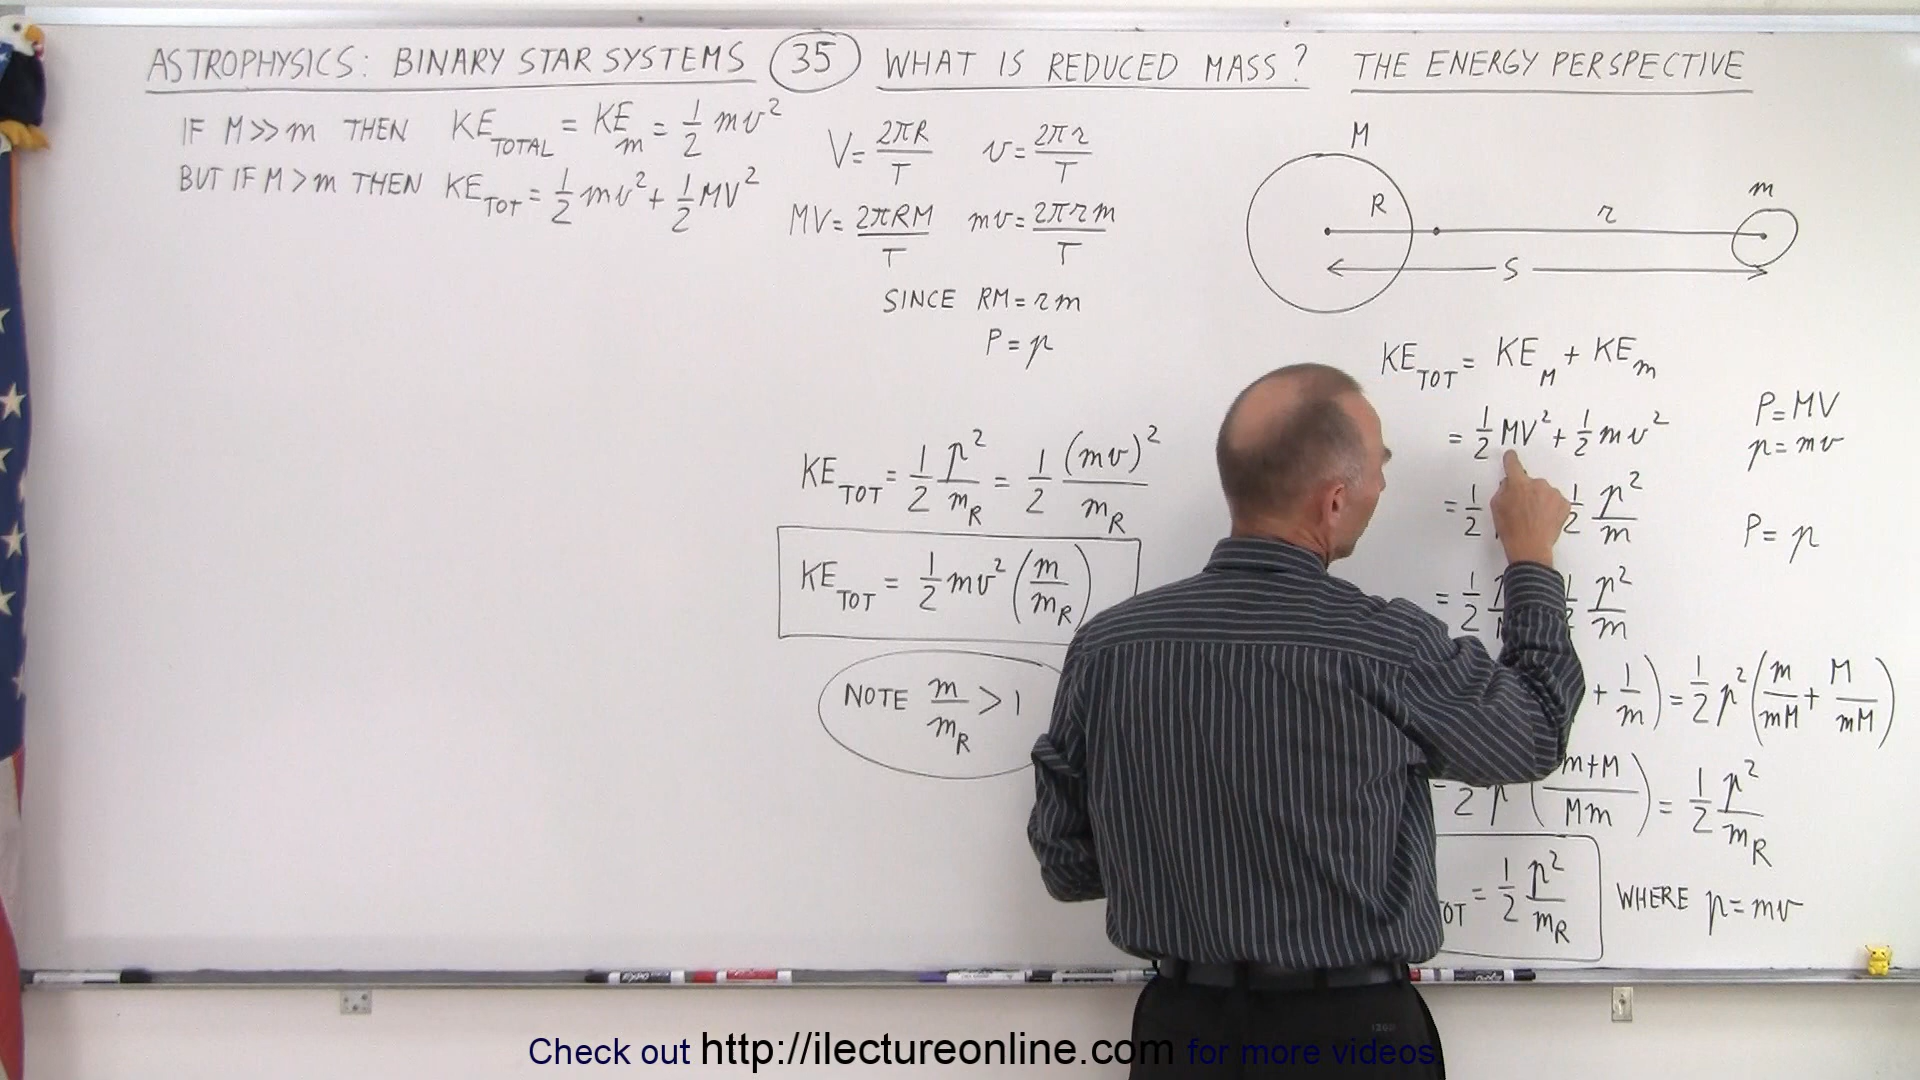 ASTROPHYSICS: BINARY STAR SYSTEMS (35) WHAT IS REDUCED MASS? THE ENERGY PERSPECTIVE
IF M >> m THEN KE_TOTAL = KE_m = 1/2 mv²
BUT IF M > m THEN KE_TOT = 1/2 mv² + 1/2 MV²
V = 2πR/T v = 2πr/T
MV = 2πRM/T mv = 2πrm/T
SINCE RM = rm
P = p
KE_TOT = 1/2 p²/m_R = 1/2 (mv)²/m_R
KE_TOT = 1/2 mv² (m/m_R)
NOTE m/m_R > 1
M
m
R
r
S
KE_TOT = KE_M + KE_m
= 1/2 MV² + 1/2 mv²
P = MV
p = mv
= 1/2 1/2 p²/m
P = p
= 1/2 1/2 p²/m
+ 1/m) = 1/2 p² (m/mM + M/mM)
2 p (m+M/Mm) = 1/2 p²/m_R
OT = 1/2 p²/m_R WHERE p = mv
EXPO
Check out http://ilectureonline.com for more videos.